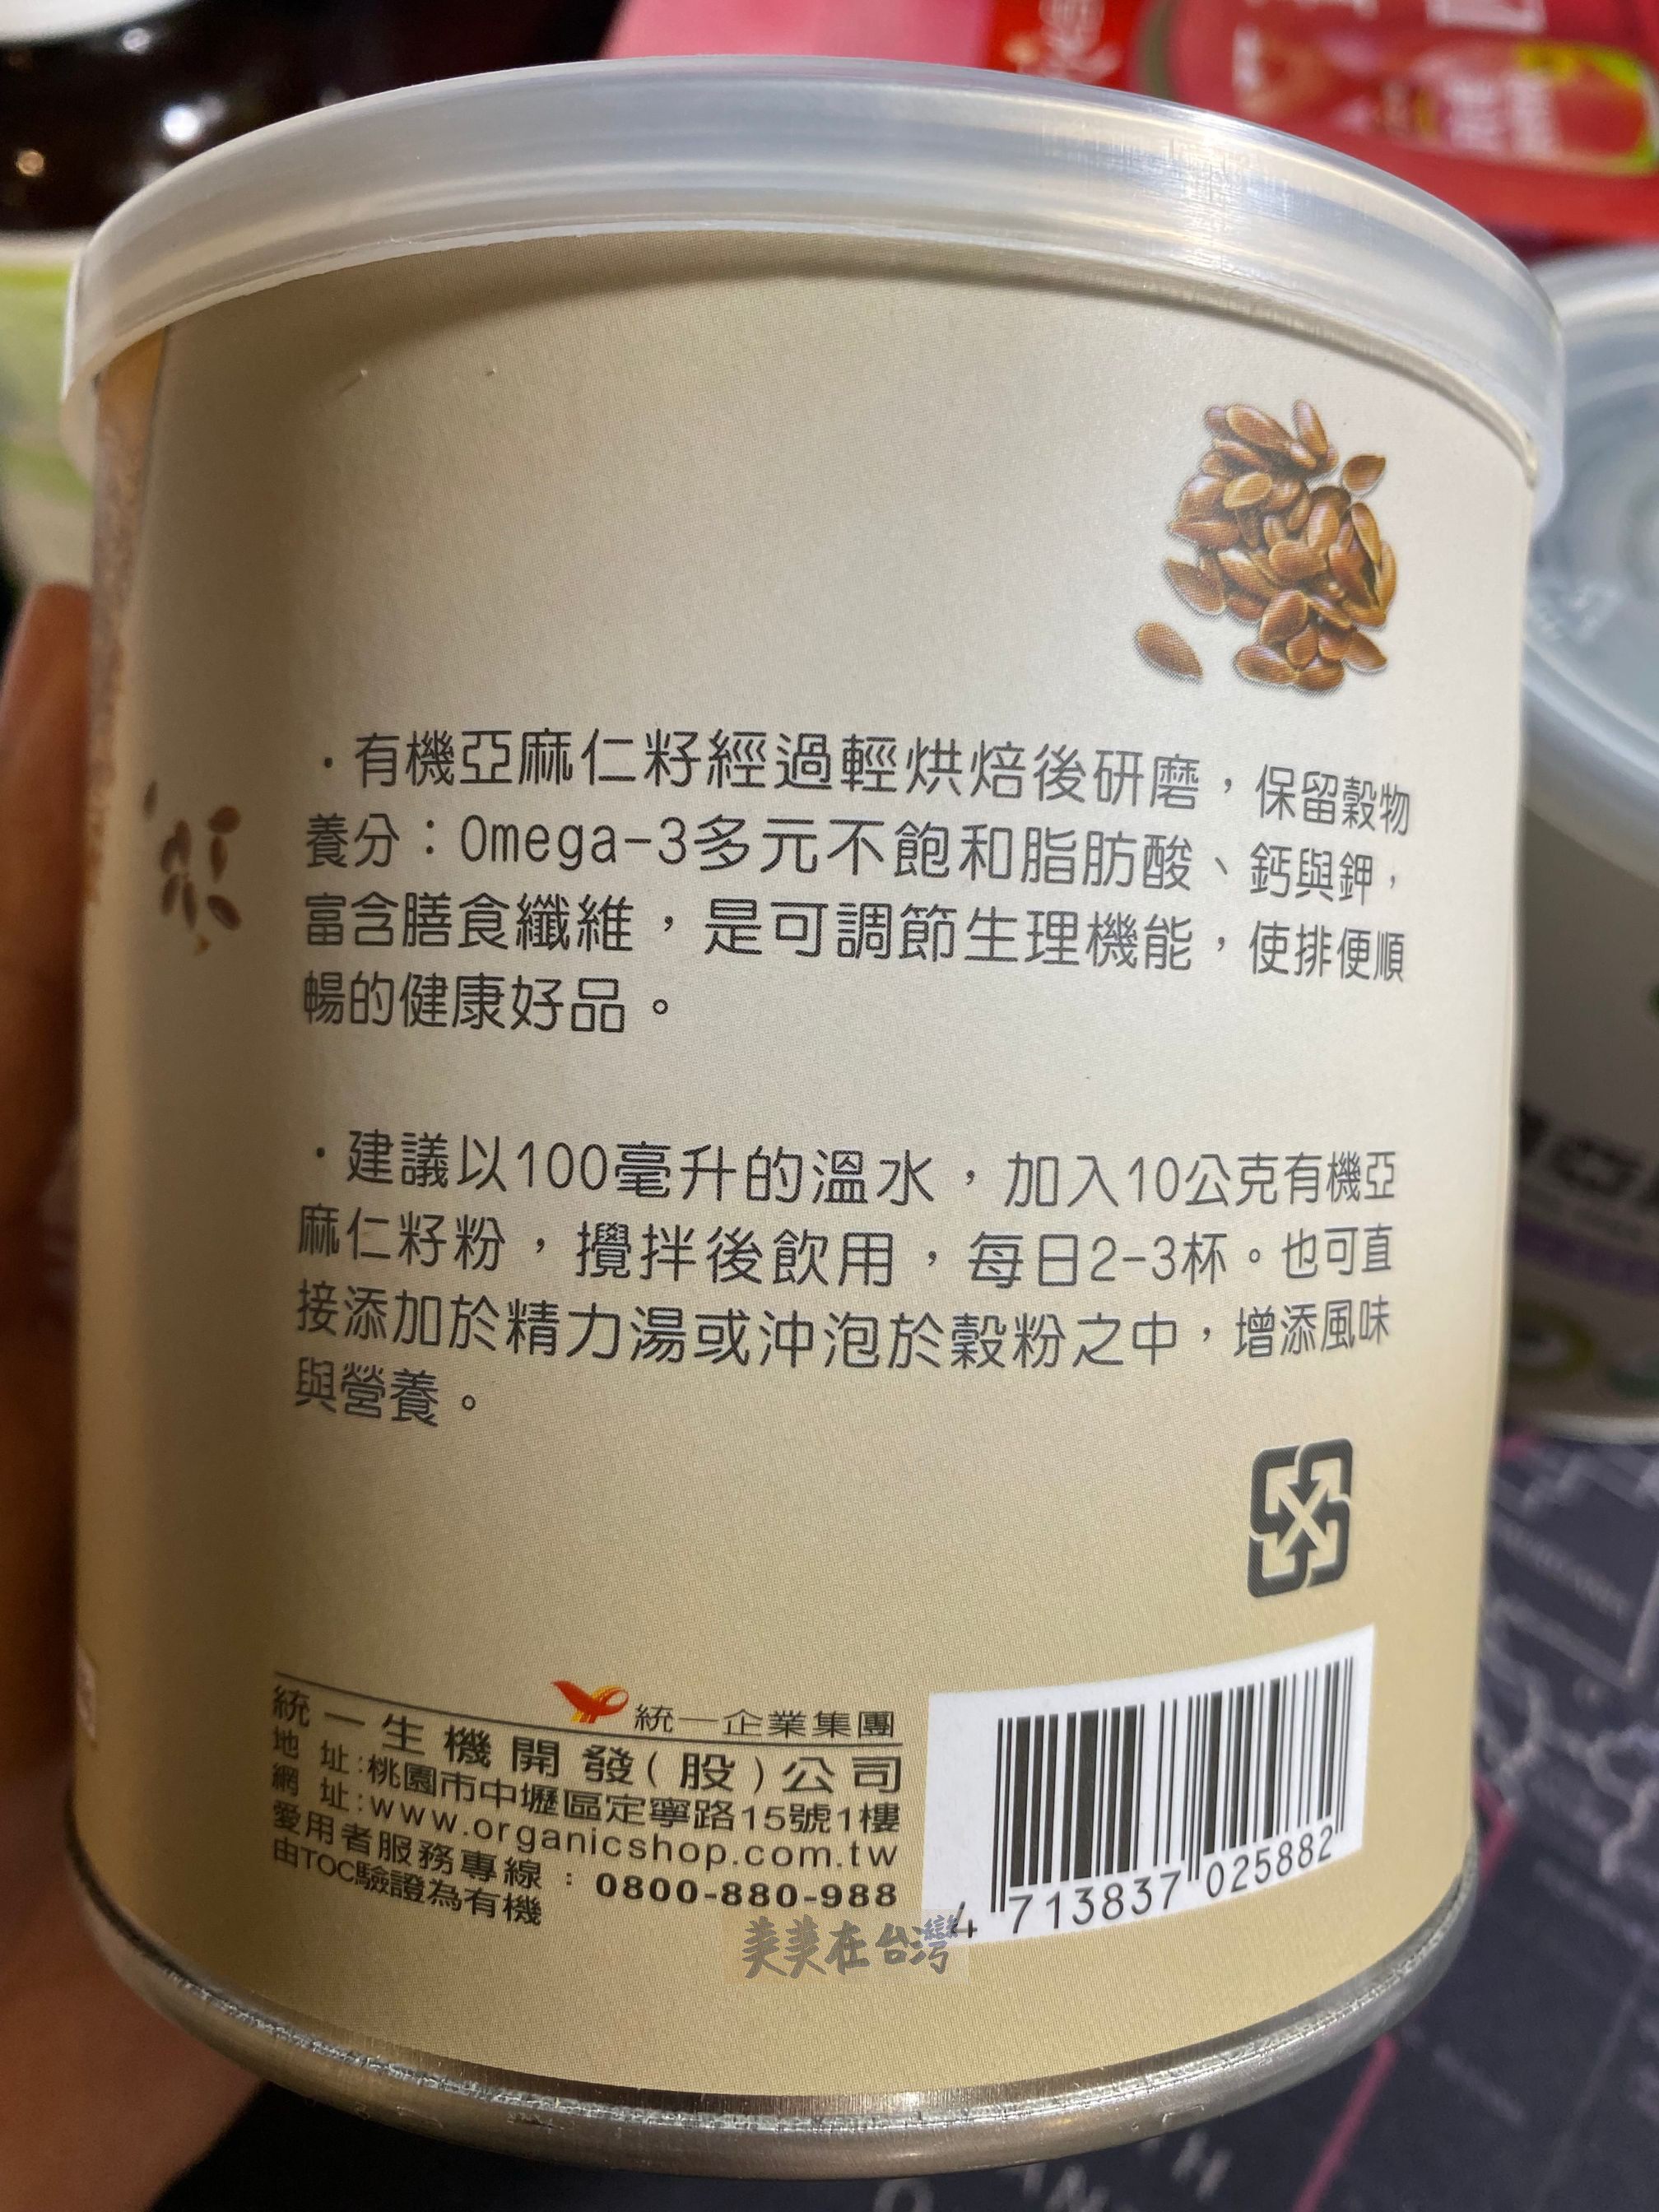 ·有機亞麻仁籽經過輕烘焙後研磨，保留穀物
養分：Omega-3多元不飽和脂肪酸、鈣與鉀，
富含膳食纖維，是可調節生理機能，使排便順
暢的健康好品。
·建議以100毫升的溫水，加入10公克有機亞
麻仁籽粉，攪拌後飲用，每日2-3杯。也可直
接添加於精力湯或沖泡於穀粉之中，增添風味
與營養。
統一企業集團
統一生機開發(股)公司
地 址:桃園市中壢區定寧路15號1樓
網 址:www.organicshop.com.tw
愛用者服務專線：0800-880-988
由TOC驗證為有機
4 713837 025882
美美在台灣